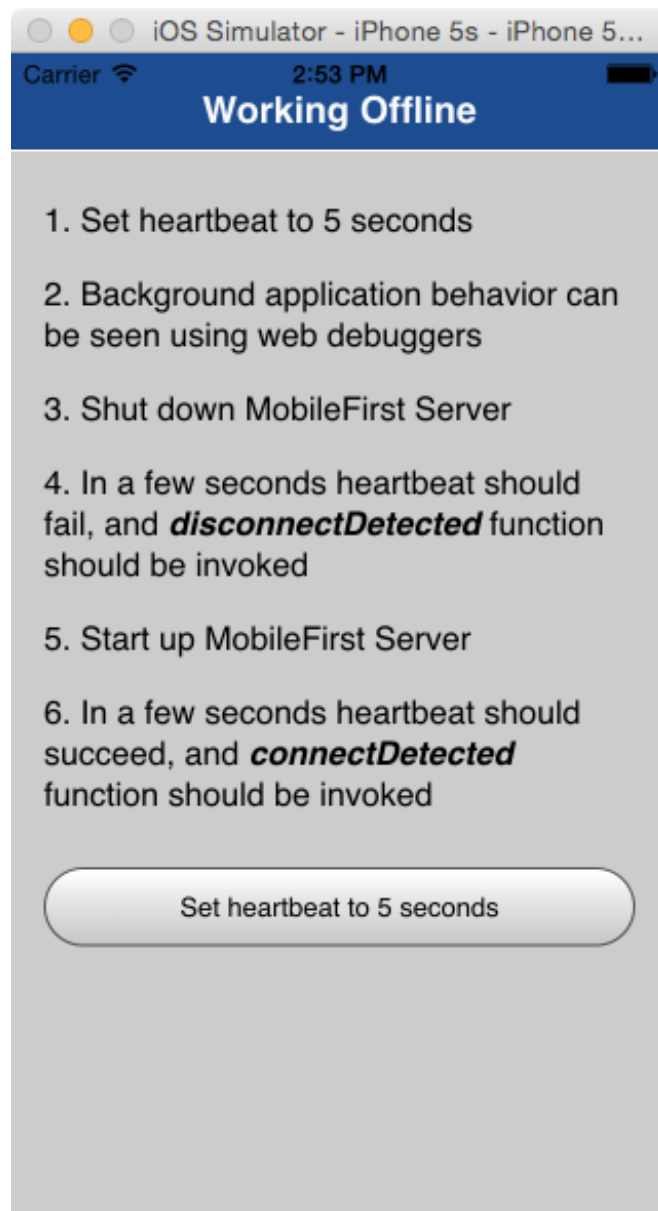 iOS Simulator - iPhone 5s - iPhone 5...
Carrier 2:53 PM
Working Offline
1. Set heartbeat to 5 seconds
2. Background application behavior can
be seen using web debuggers
3. Shut down MobileFirst Server
4. In a few seconds heartbeat should
fail, and disconnectDetected function
should be invoked
5. Start up MobileFirst Server
6. In a few seconds heartbeat should
succeed, and connectDetected
function should be invoked
Set heartbeat to 5 seconds